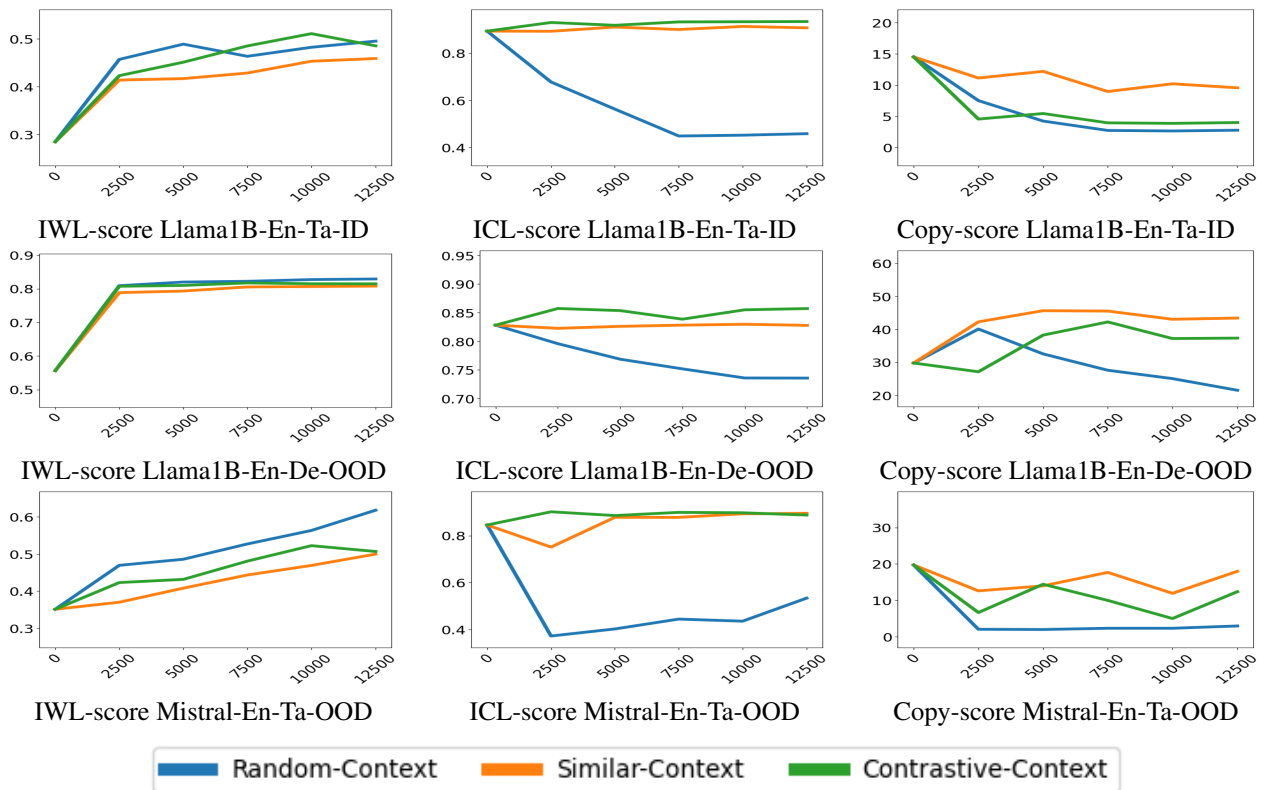 0.5
0.4
0.3
0 2500 5000 7500 10000 12500
IWL-score Llama1B-En-Ta-ID
0.8
0.6
0.4
0 2500 5000 7500 10000 12500
ICL-score Llama1B-En-Ta-ID
20
15
10
5
0
0 2500 5000 7500 10000 12500
Copy-score Llama1B-En-Ta-ID
0.9
0.8
0.7
0.6
0.5
0 2500 5000 7500 10000 12500
IWL-score Llama1B-En-De-OOD
0.95
0.90
0.85
0.80
0.75
0.70
0 2500 5000 7500 10000 12500
ICL-score Llama1B-En-De-OOD
60
50
40
30
20
0 2500 5000 7500 10000 12500
Copy-score Llama1B-En-De-OOD
0.6
0.5
0.4
0.3
0 2500 5000 7500 10000 12500
IWL-score Mistral-En-Ta-OOD
0.8
0.6
0.4
0 2500 5000 7500 10000 12500
ICL-score Mistral-En-Ta-OOD
30
20
10
0
0 2500 5000 7500 10000 12500
Copy-score Mistral-En-Ta-OOD
Random-Context Similar-Context Contrastive-Context